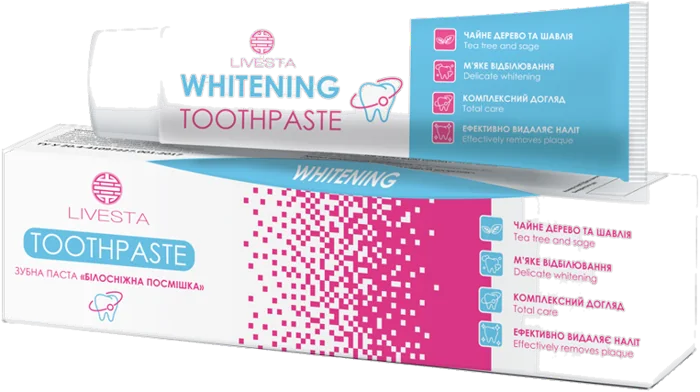 LIVESTA
WHITENING
TOOTHPASTE
ЧАЙНЕ ДЕРЕВО ТА ШАВЛІЯ
Tea tree and sage
М'ЯКЕ ВІДБІЛЮВАННЯ
Delicate whitening
КОМПЛЕКСНИЙ ДОГЛЯД
Total care
ЕФЕКТИВНО ВИДАЛЯЄ НАЛІТ
Effectively removes plaque
WHITENING
LIVESTA
TOOTHPASTE
ЗУБНА ПАСТА «БІЛОСНІЖНА ПОСМІШКА»
ЧАЙНЕ ДЕРЕВО ТА ШАВЛІЯ
Tea tree and sage
М'ЯКЕ ВІДБІЛЮВАННЯ
Delicate whitening
КОМПЛЕКСНИЙ ДОГЛЯД
Total care
ЕФЕКТИВНО ВИДАЛЯЄ НАЛІТ
Effectively removes plaque